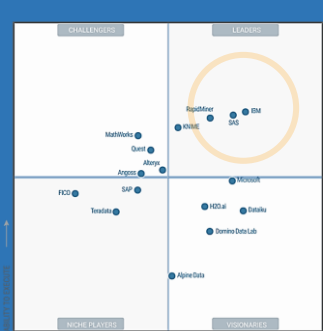 CHALLENGERS
LEADERS
RapidMiner
IBM
SAS
KNIME
MathWorks
Quest
Alteryx
Angoss
Microsoft
FICO
SAP
Teradata
H2O.ai
Dataiku
Domino Data Lab
Alpine Data
NICHE PLAYERS
VISIONARIES